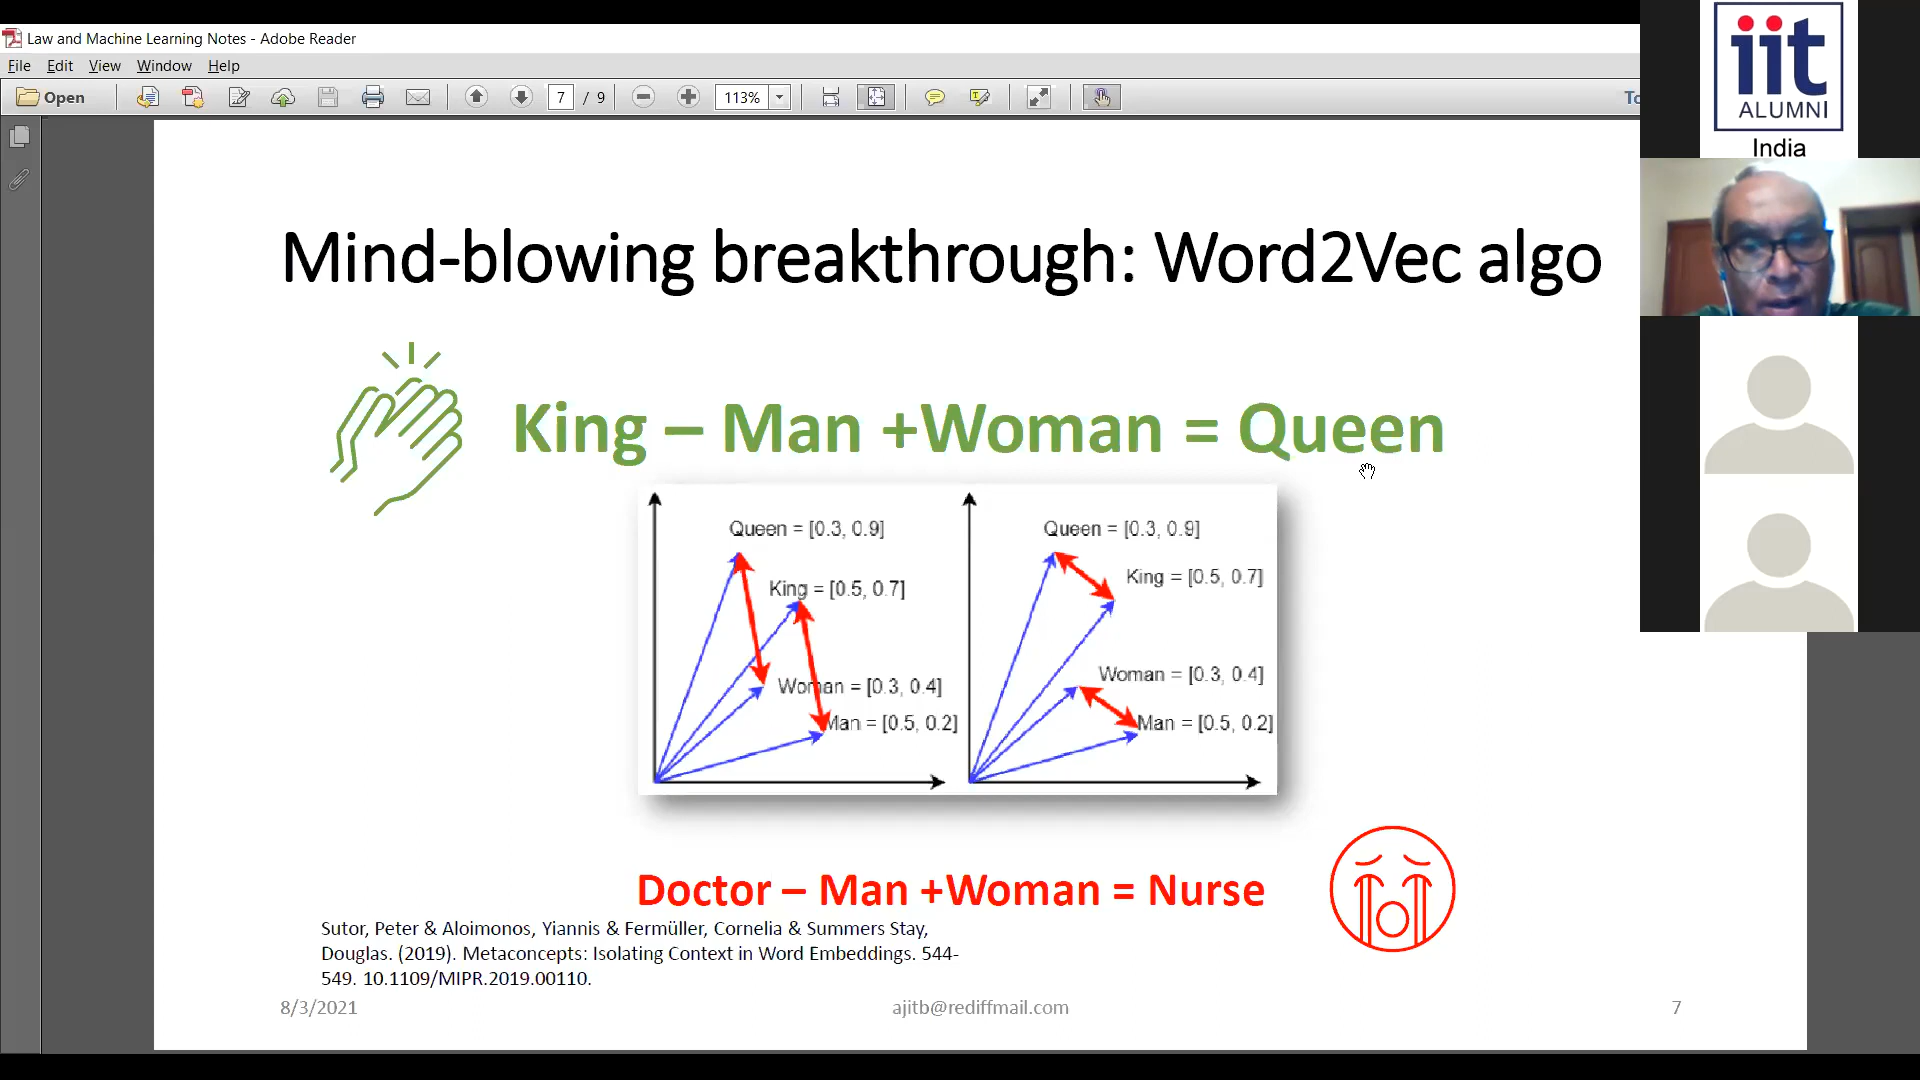 Law and Machine Learning Notes - Adobe Reader
File Edit View Window Help
Open 7 / 9 113% To
iit
ALUMNI
India
Mind-blowing breakthrough: Word2Vec algo
King – Man +Woman = Queen
Queen = [0.3, 0.9]
King = [0.5, 0.7]
Woman = [0.3, 0.4]
Man = [0.5, 0.2]
Queen = [0.3, 0.9]
King = [0.5, 0.7]
Woman = [0.3, 0.4]
Man = [0.5, 0.2]
Doctor – Man +Woman = Nurse
Sutor, Peter & Aloimonos, Yiannis & Fermüller, Cornelia & Summers Stay,
Douglas. (2019). Metaconcepts: Isolating Context in Word Embeddings. 544-
549. 10.1109/MIPR.2019.00110.
8/3/2021 ajitb@rediffmail.com 7